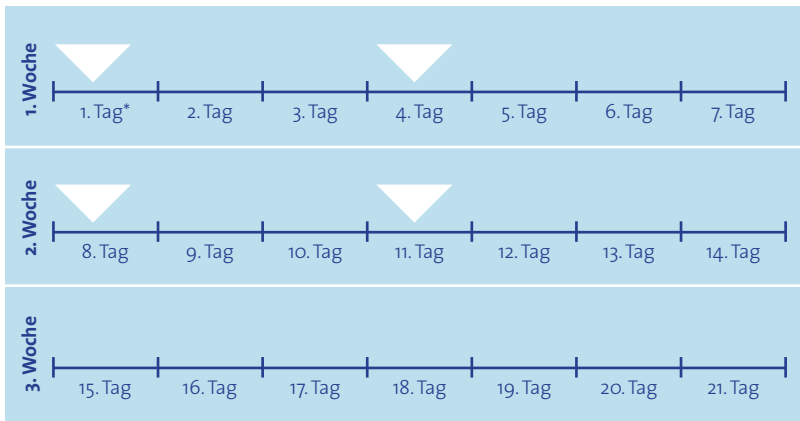 1. Woche
1. Tag* 2. Tag 3. Tag 4. Tag 5. Tag 6. Tag 7. Tag
2. Woche
8. Tag 9. Tag 10. Tag 11. Tag 12. Tag 13. Tag 14. Tag
3. Woche
15. Tag 16. Tag 17. Tag 18. Tag 19. Tag 20. Tag 21. Tag